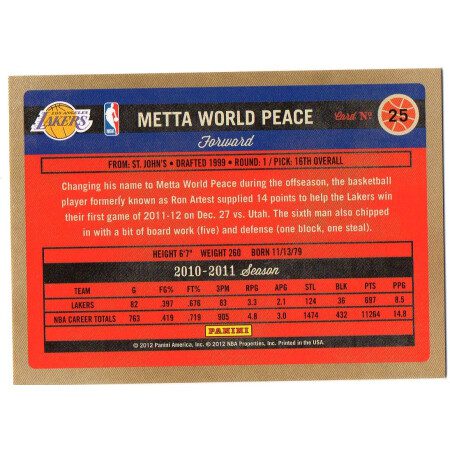 LOS ANGELES
LAKERS
NBA
METTA WORLD PEACE
Card Nº 25
Forward
FROM: ST. JOHN'S • DRAFTED 1999 • ROUND: 1 / PICK: 16TH OVERALL
Changing his name to Metta World Peace during the offseason, the basketball
player formerly known as Ron Artest supplied 14 points to help the Lakers win
their first game of 2011-12 on Dec. 27 vs. Utah. The sixth man also chipped
in with a bit of board work (five) and defense (one block, one steal).
HEIGHT 6'7" WEIGHT 260 BORN 11/13/79
2010-2011 Season
TEAM G FG% FT% 3PM RPG APG STL BLK PTS PPG
LAKERS 82 .397 .676 83 3.3 2.1 124 36 697 8.5
NBA CAREER TOTALS 763 .419 .719 905 4.8 3.0 1474 432 11264 14.8
PANINI
© 2012 Panini America, Inc. © 2012 NBA Properties, Inc. Printed in the USA.